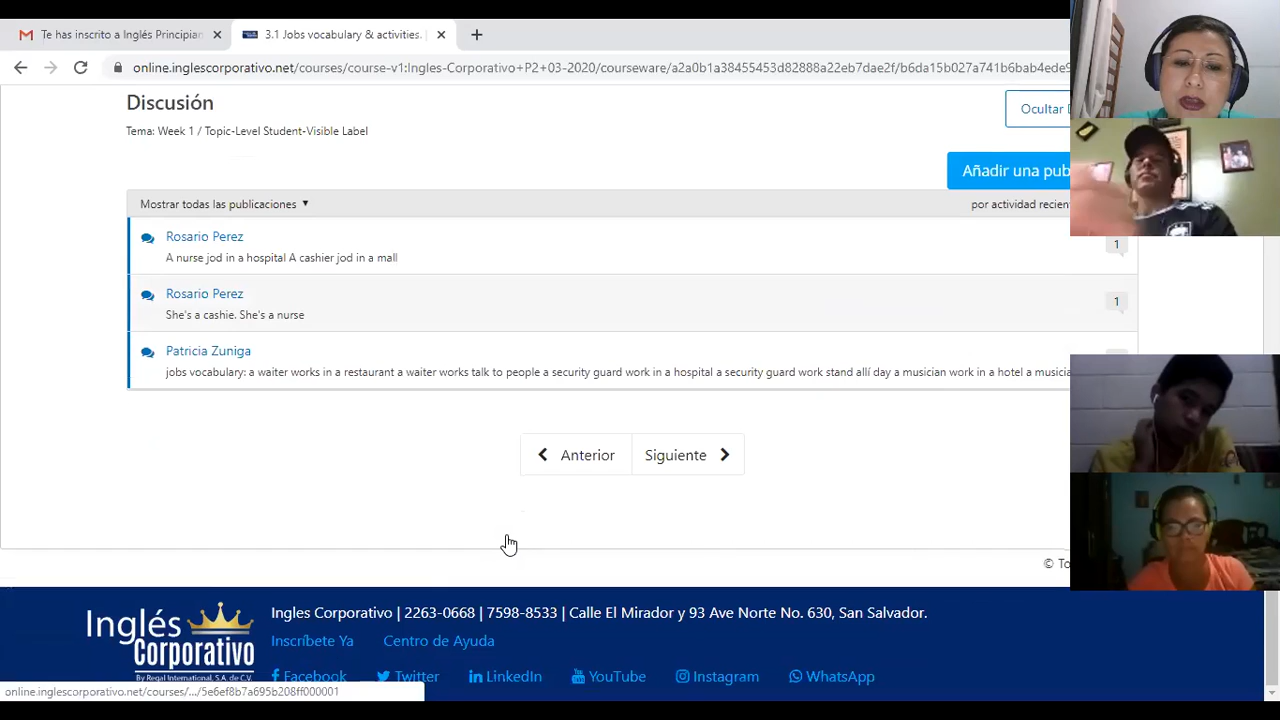 Te has inscrito a Inglés Principian
3.1 Jobs vocabulary & activities. |
online.inglescorporativo.net/courses/course-v1:Ingles-Corporativo+P2+03-2020/courseware/a2a0b1a38455453d82888a22eb7dae2f/b6da15b027a741b6bab4ede9
Discusión
Ocultar D
Tema: Week 1 / Topic-Level Student-Visible Label
Añadir una pub
Mostrar todas las publicaciones
por actividad recien
Rosario Perez
1
A nurse jod in a hospital A cashier jod in a mall
Rosario Perez
1
She's a cashie. She's a nurse
Patricia Zuniga
jobs vocabulary: a waiter works in a restaurant a waiter works talk to people a security guard work in a hospital a security guard work stand allí day a musician work in a hotel a musicia
Anterior
Siguiente
© To
Inglés Corporativo
By Regal International, S.A. de C.V.
Ingles Corporativo | 2263-0668 | 7598-8533 | Calle El Mirador y 93 Ave Norte No. 630, San Salvador.
Inscríbete Ya
Centro de Ayuda
Facebook
Twitter
LinkedIn
YouTube
Instagram
WhatsApp
online.inglescorporativo.net/courses/.../5e6ef8b7a695b208ff000001